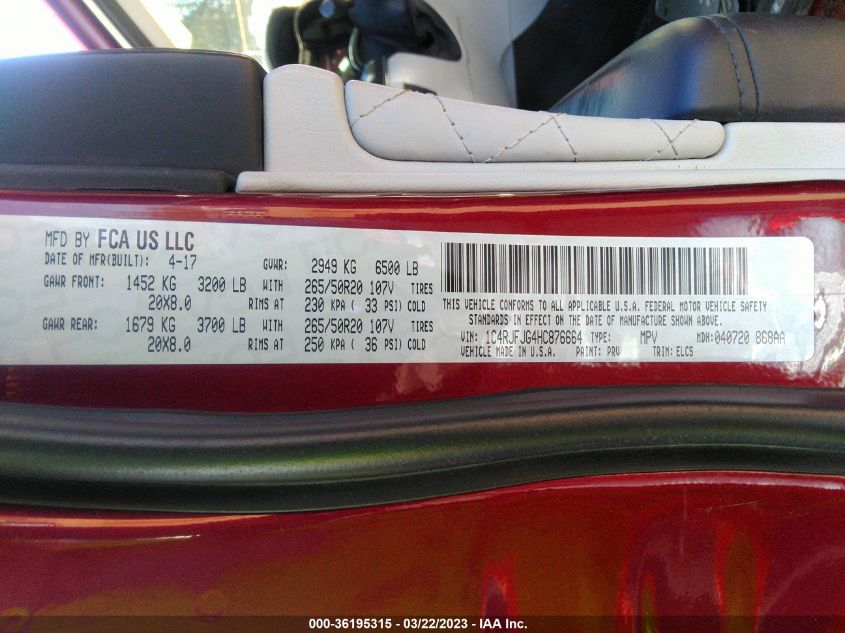 MFD BY FCA US LLC
DATE OF MFR(BUILT): 4-17 GVWR: 2949 KG 6500 LB
GAWR FRONT: 1452 KG 3200 LB WITH 265/50R20 107V TIRES
20X8.0 RIMS AT 230 KPA ( 33 PSI) COLD
GAWR REAR: 1679 KG 3700 LB WITH 265/50R20 107V TIRES
20X8.0 RIMS AT 250 KPA ( 36 PSI) COLD
THIS VEHICLE CONFORMS TO ALL APPLICABLE U.S.A. FEDERAL MOTOR VEHICLE SAFETY
STANDARDS IN EFFECT ON THE DATE OF MANUFACTURE SHOWN ABOVE.
VIN: 1C4RJFJG4HC876664 TYPE: MPV MDH: 040720 868AA
VEHICLE MADE IN U.S.A. PAINT: PRV TRIM: ELCS
000-36195315 - 03/22/2023 - IAA Inc.